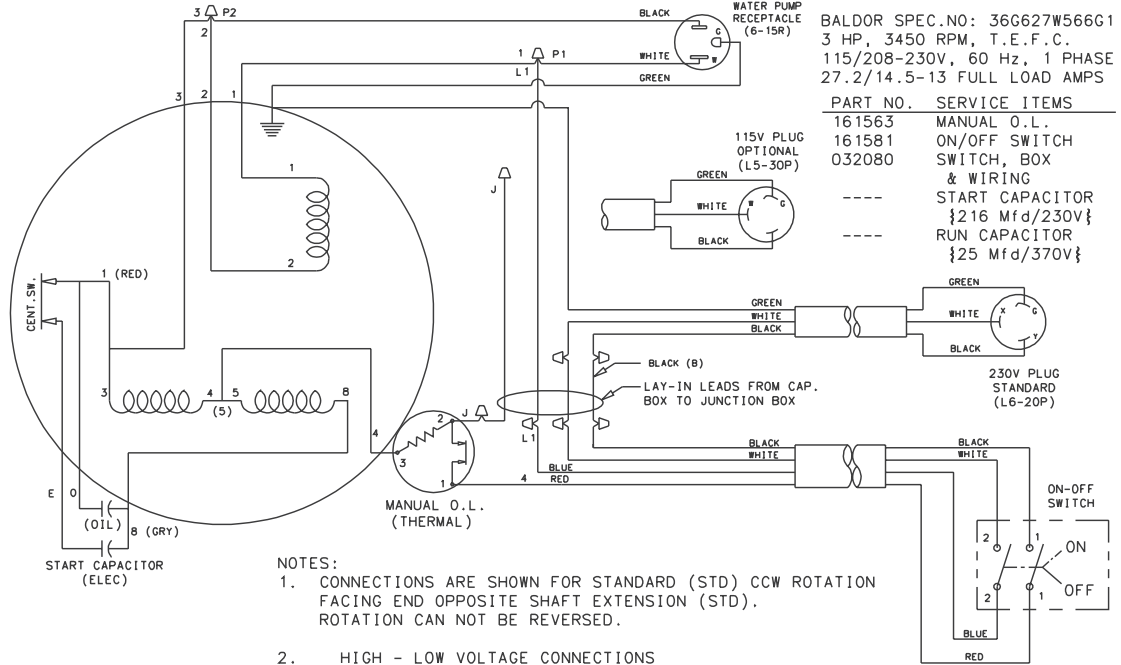 3
P2
2
BLACK
WATER PUMP
RECEPTACLE
(6-15R)
G
W
WHITE
GREEN
1
P1
L1
BALDOR SPEC.NO: 36G627W566G1
3 HP, 3450 RPM, T.E.F.C.
115/208-230V, 60 Hz, 1 PHASE
27.2/14.5-13 FULL LOAD AMPS
PART NO. SERVICE ITEMS
161563 MANUAL O.L.
161581 ON/OFF SWITCH
032080 SWITCH, BOX
& WIRING
---- START CAPACITOR
{216 Mfd/230V}
---- RUN CAPACITOR
{25 Mfd/370V}
3
2
1
1
2
J
115V PLUG
OPTIONAL
(L5-30P)
GREEN
WHITE
BLACK
W
G
CENT.SW.
1 (RED)
3
4
5
(5)
8
4
GREEN
WHITE
BLACK
GREEN
WHITE
BLACK
X
G
Y
230V PLUG
STANDARD
(L6-20P)
BLACK (B)
LAY-IN LEADS FROM CAP.
BOX TO JUNCTION BOX
J
L1
2
3
1
MANUAL O.L.
(THERMAL)
BLACK
WHITE
BLUE
4
RED
BLACK
WHITE
ON-OFF
SWITCH
2
1
ON
OFF
2
1
BLUE
RED
E
O
(OIL)
8 (GRY)
START CAPACITOR
(ELEC)
NOTES:
1. CONNECTIONS ARE SHOWN FOR STANDARD (STD) CCW ROTATION
FACING END OPPOSITE SHAFT EXTENSION (STD).
ROTATION CAN NOT BE REVERSED.
2. HIGH - LOW VOLTAGE CONNECTIONS